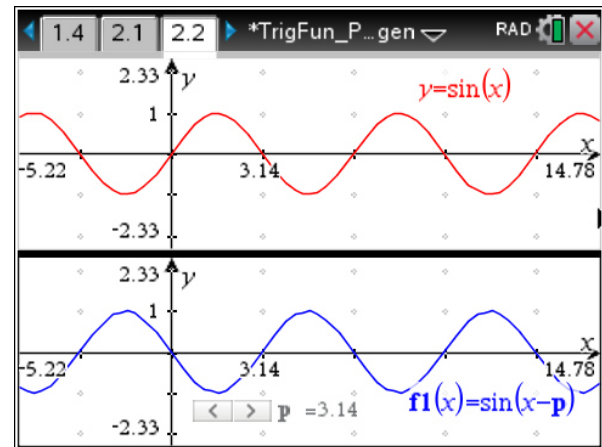 1.4 2.1 2.2 *TrigFun_P…gen RAD
2.33 y
y=sin(x)
1
x
-5.22 3.14 14.78
-2.33
2.33 y
1
x
-5.22 3.14 14.78
< > p =3.14 f1(x)=sin(x-p)
-2.33